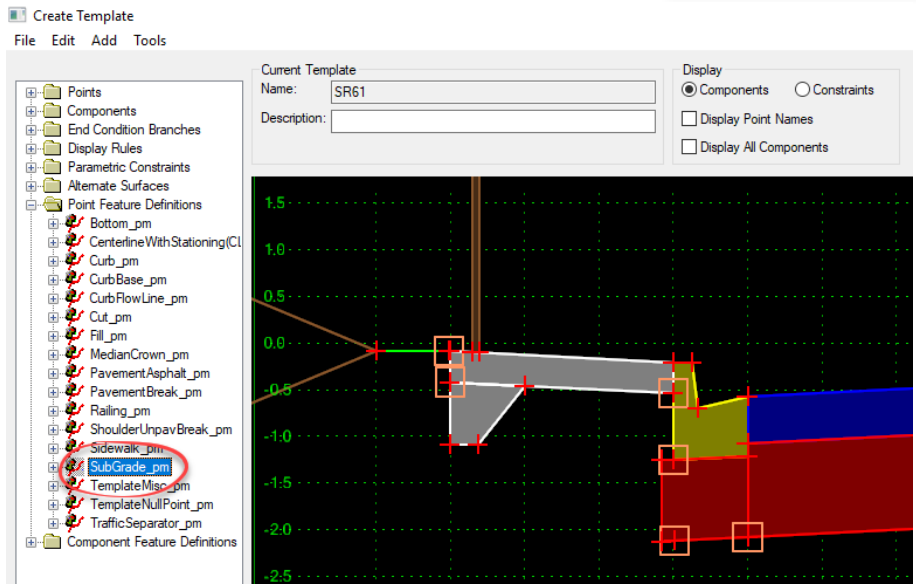 Create Template
File Edit Add Tools
Points
Components
End Condition Branches
Display Rules
Parametric Constraints
Alternate Surfaces
Point Feature Definitions
Bottom_pm
CenterlineWithStationing(CL
Curb_pm
CurbBase_pm
CurbFlowLine_pm
Cut_pm
Fill_pm
MedianCrown_pm
PavementAsphalt_pm
PavementBreak_pm
Railing_pm
ShoulderUnpavBreak_pm
Sidewalk_pm
SubGrade_pm
TemplateMisc_pm
TemplateNullPoint_pm
TrafficSeparator_pm
Component Feature Definitions
Current Template
Name: SR61
Description:
Display
Components Constraints
Display Point Names
Display All Components
1.5
1.0
0.5
0.0
-0.5
-1.0
-1.5
-2.0
-2.5